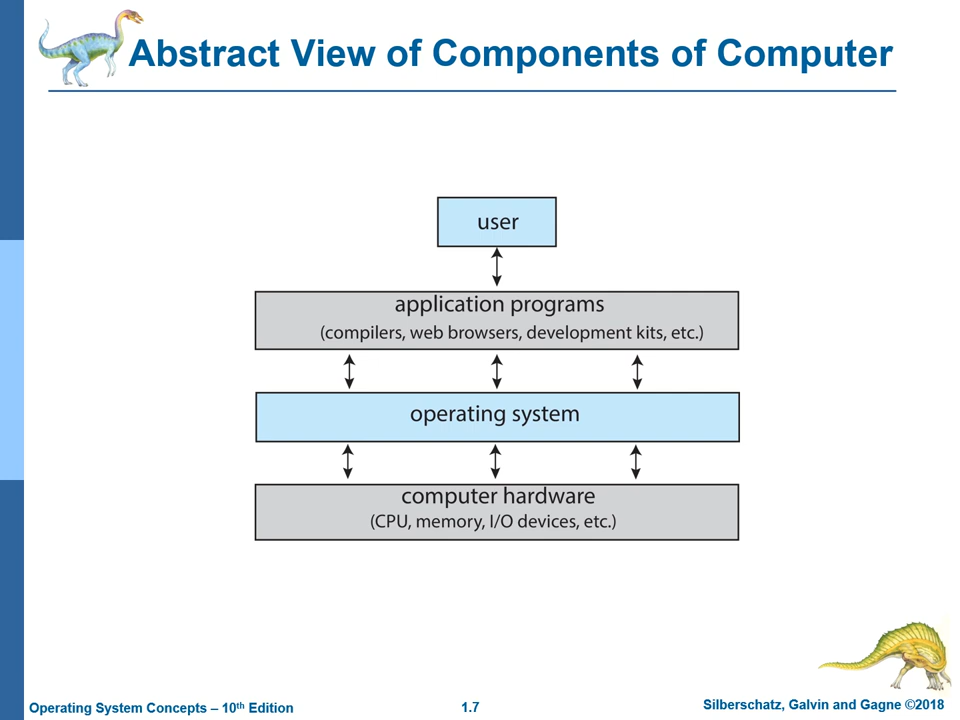 Abstract View of Components of Computer
user
application programs
(compilers, web browsers, development kits, etc.)
operating system
computer hardware
(CPU, memory, I/O devices, etc.)
Operating System Concepts – 10th Edition
1.7
Silberschatz, Galvin and Gagne ©2018